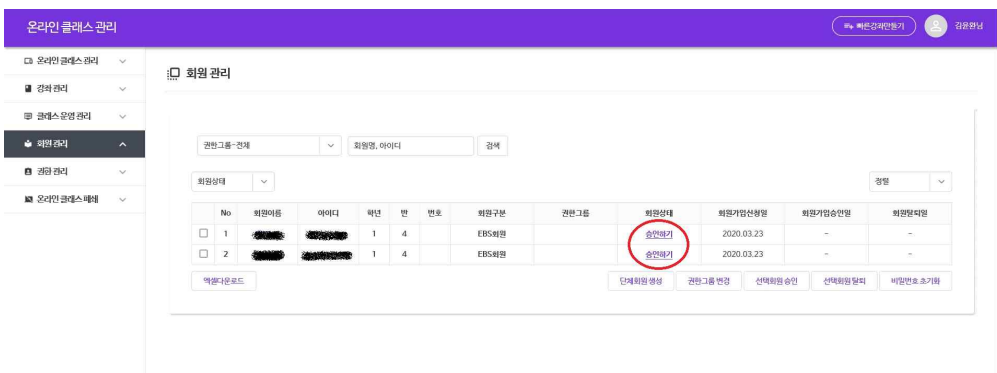 온라인 클래스 관리
빠른강좌만들기
김윤완님
온라인 클래스 관리
강좌 관리
클래스 운영 관리
회원 관리
권한 관리
온라인 클래스 폐쇄
회원 관리
권한그룹-전체 회원명, 아이디 검색
회원상태 정렬
No 회원이름 아이디 학년 반 번호 회원구분 권한그룹 회원상태 회원가입신청일 회원가입승인일 회원탈퇴일
1 1 4 EBS회원 승인하기 2020.03.23 - -
2 1 4 EBS회원 승인하기 2020.03.23 - -
엑셀다운로드 단체회원 생성 권한그룹 변경 선택회원 승인 선택회원 탈퇴 비밀번호 초기화